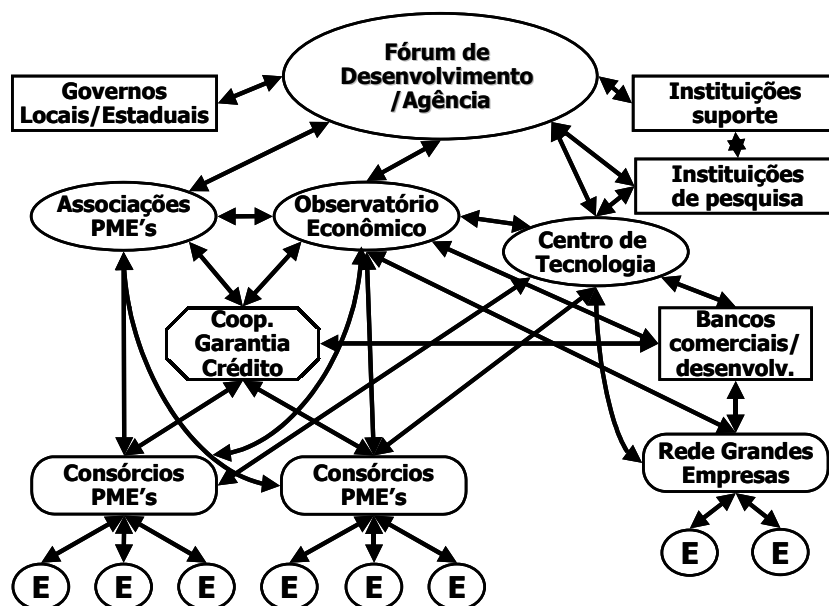 Fórum de
Desenvolvimento
/Agência
Governos
Locais/Estaduais
Instituições
suporte
Instituições
de pesquisa
Associações
PME's
Observatório
Econômico
Centro de
Tecnologia
Coop.
Garantia
Crédito
Bancos
comerciais/
desenvolv.
Consórcios
PME's
Consórcios
PME's
Rede Grandes
Empresas
E
E
E
E
E
E
E
E